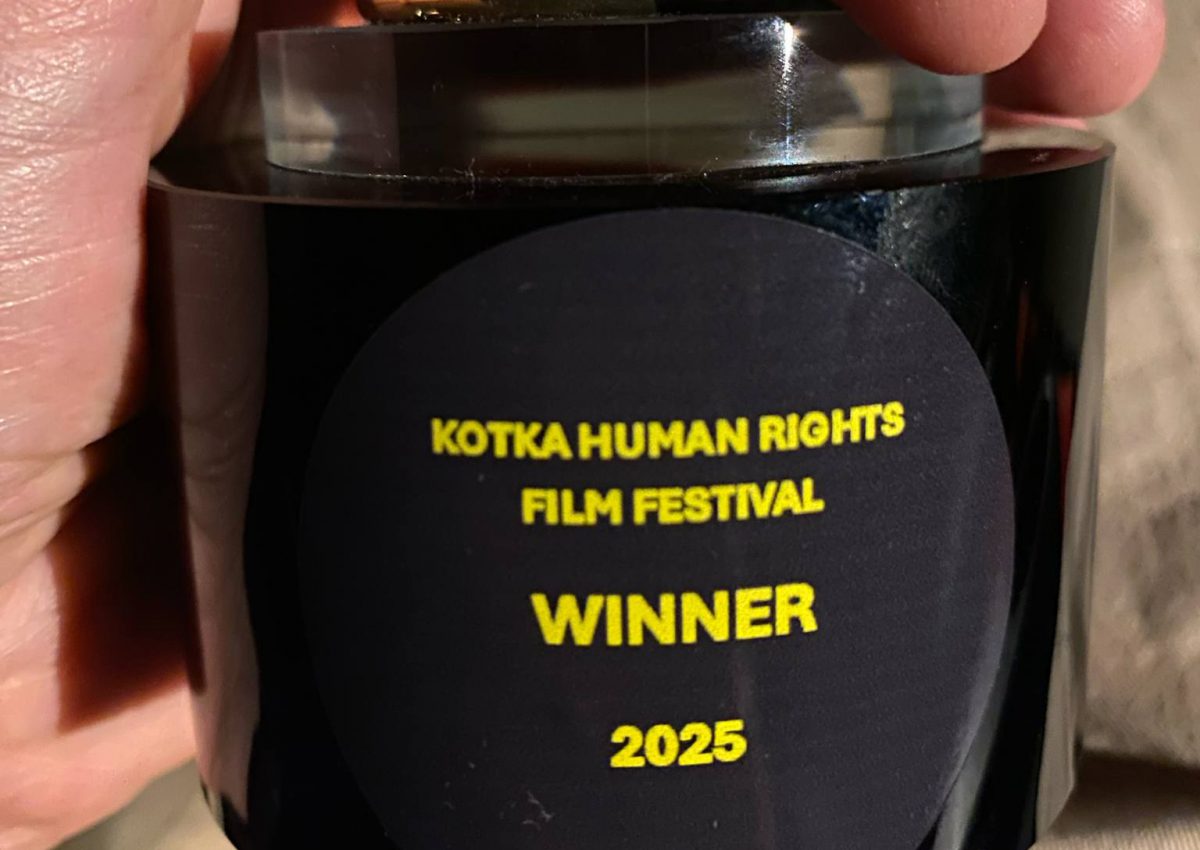 KOTKA HUMAN RIGHTS
FILM FESTIVAL
WINNER
2025